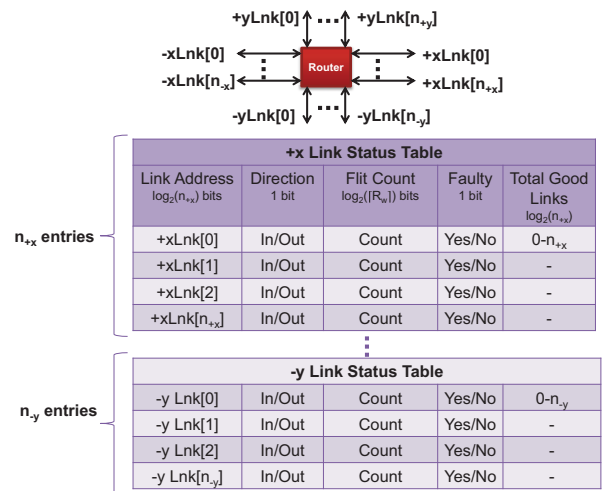 +yLnk[0] ... +yLnk[n+y]
-xLnk[0] +xLnk[0]
Router
-xLnk[n-x] +xLnk[n+x]
-yLnk[0] ... -yLnk[n-y]
+x Link Status Table
Link Address Direction Flit Count Faulty Total Good Links
log2(n+x) bits 1 bit log2(⌈Rw⌉) bits 1 bit log2(n+x)
n+x entries
+xLnk[0] In/Out Count Yes/No 0-n+x
+xLnk[1] In/Out Count Yes/No -
+xLnk[2] In/Out Count Yes/No -
+xLnk[n+x] In/Out Count Yes/No -
-y Link Status Table
n-y entries
-y Lnk[0] In/Out Count Yes/No 0-n-y
-y Lnk[1] In/Out Count Yes/No -
-y Lnk[2] In/Out Count Yes/No -
-y Lnk[n-y] In/Out Count Yes/No -